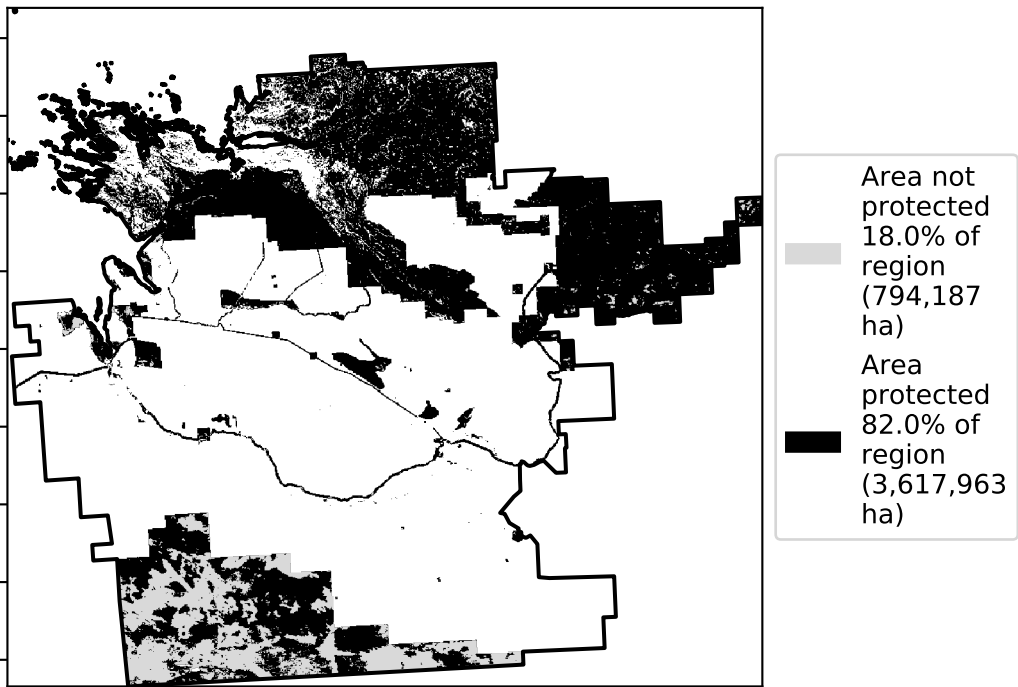 Area not
protected
18.0% of
region
(794,187
ha)
Area
protected
82.0% of
region
(3,617,963
ha)